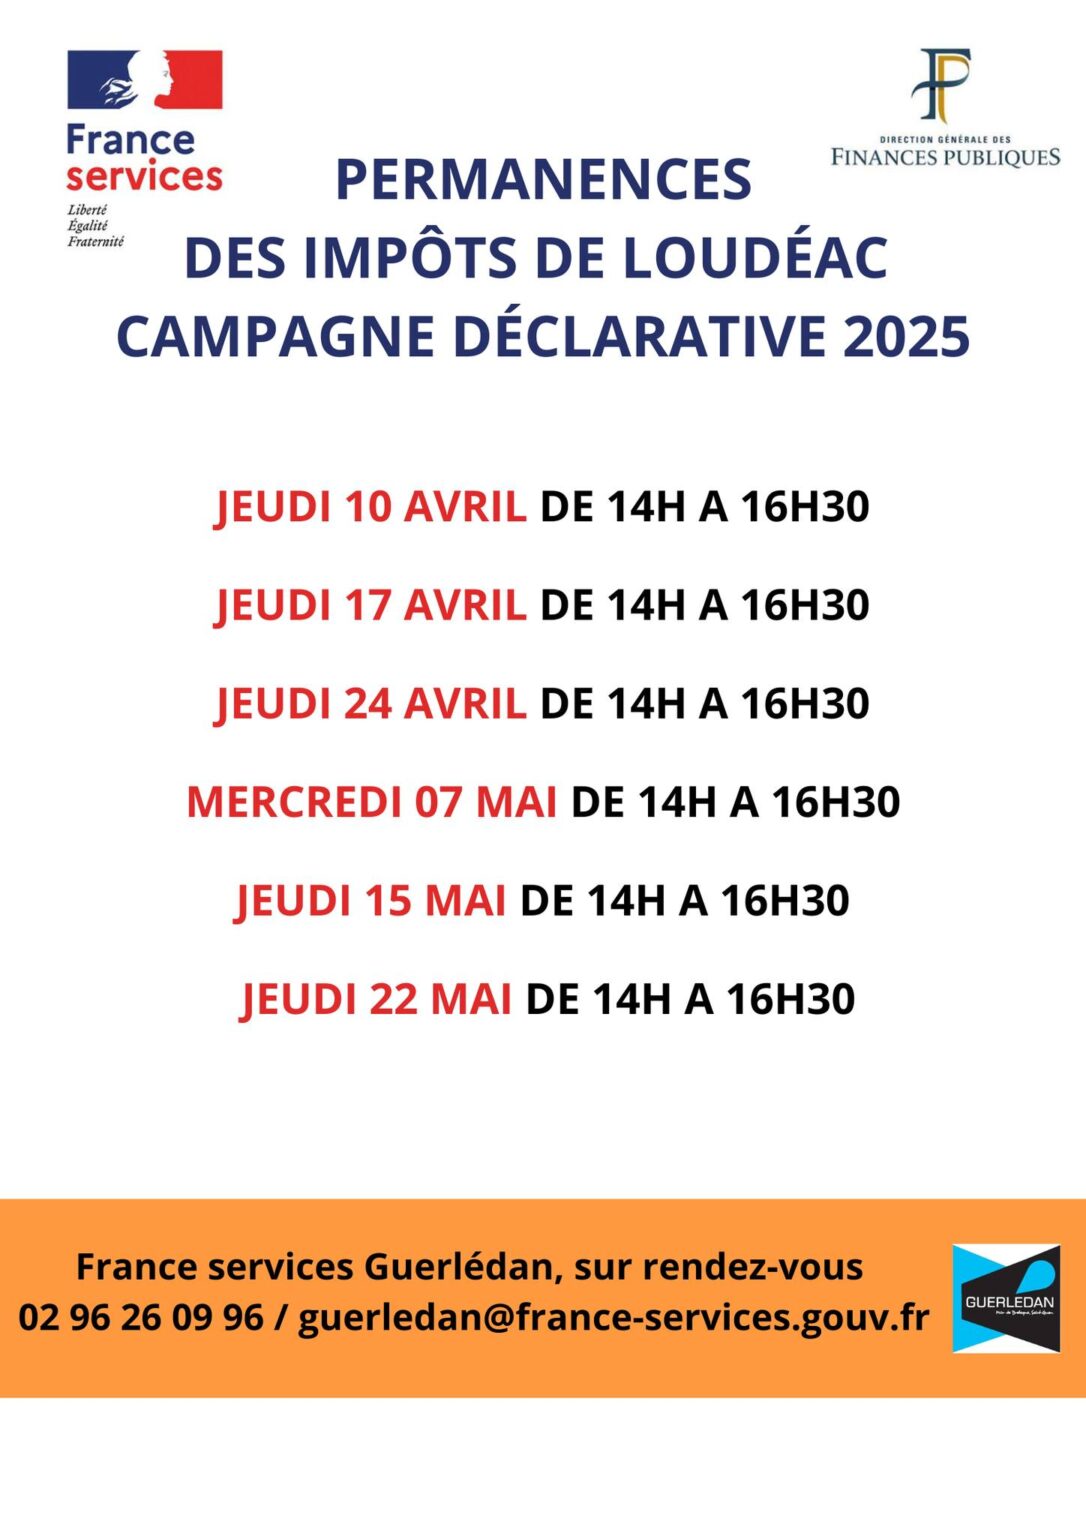 France
services
Liberté
Égalité
Fraternité
DIRECTION GÉNÉRALE DES
FINANCES PUBLIQUES
PERMANENCES
DES IMPÔTS DE LOUDÉAC
CAMPAGNE DÉCLARATIVE 2025
JEUDI 10 AVRIL DE 14H A 16H30
JEUDI 17 AVRIL DE 14H A 16H30
JEUDI 24 AVRIL DE 14H A 16H30
MERCREDI 07 MAI DE 14H A 16H30
JEUDI 15 MAI DE 14H A 16H30
JEUDI 22 MAI DE 14H A 16H30
France services Guerlédan, sur rendez-vous
02 96 26 09 96 / guerledan@france-services.gouv.fr
GUERLEDAN